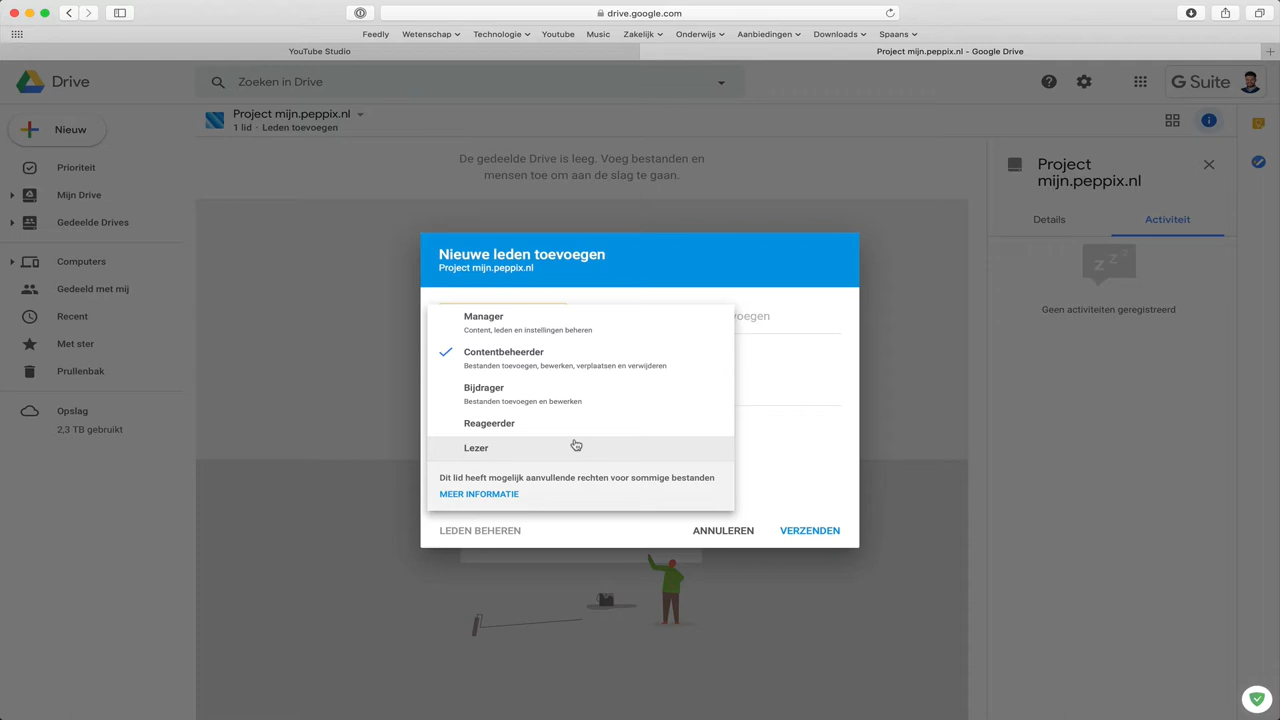 drive.google.com
Feedly Wetenschap Technologie Youtube Music Zakelijk Onderwijs Aanbiedingen Downloads Spaans
YouTube Studio
Project mijn.peppix.nl - Google Drive
Drive
Zoeken in Drive
G Suite
Nieuw
Project mijn.peppix.nl
1 lid - Leden toevoegen
Prioriteit
Mijn Drive
Gedeelde Drives
Computers
Gedeeld met mij
Recent
Met ster
Prullenbak
Opslag
2,3 TB gebruikt
De gedeelde Drive is leeg. Voeg bestanden en
mensen toe om aan de slag te gaan.
Nieuwe leden toevoegen
Project mijn.peppix.nl
voegen
Manager
Content, leden en instellingen beheren
Contentbeheerder
Bestanden toevoegen, bewerken, verplaatsen en verwijderen
Bijdrager
Bestanden toevoegen en bewerken
Reageerder
Lezer
Dit lid heeft mogelijk aanvullende rechten voor sommige bestanden
MEER INFORMATIE
LEDEN BEHEREN
ANNULEREN
VERZENDEN
Project
mijn.peppix.nl
Details
Activiteit
zzz
Geen activiteiten geregistreerd